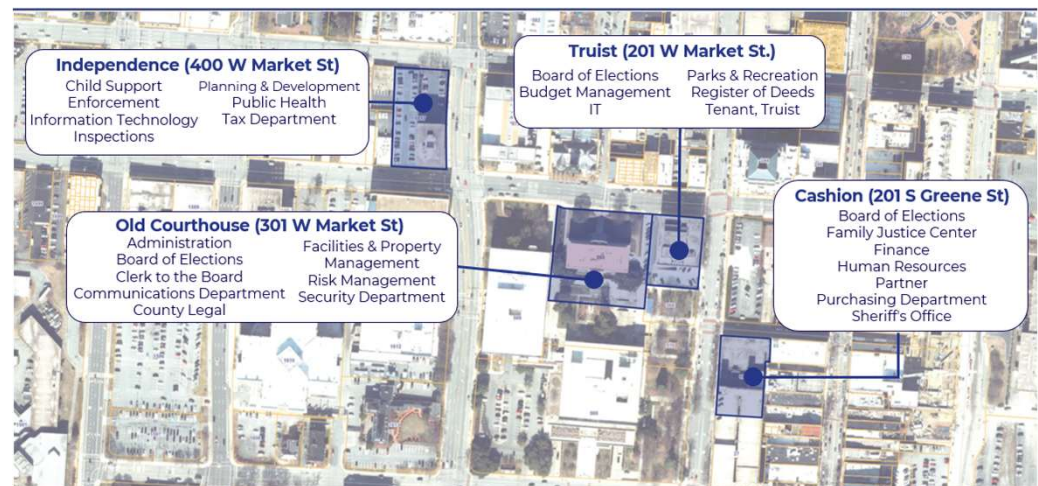 Independence (400 W Market St)
Child Support
Enforcement
Information Technology
Inspections
Planning & Development
Public Health
Tax Department
Truist (201 W Market St.)
Board of Elections
Budget Management
IT
Parks & Recreation
Register of Deeds
Tenant, Truist
Old Courthouse (301 W Market St)
Administration
Board of Elections
Clerk to the Board
Communications Department
County Legal
Facilities & Property
Management
Risk Management
Security Department
Cashion (201 S Greene St)
Board of Elections
Family Justice Center
Finance
Human Resources
Partner
Purchasing Department
Sheriff's Office